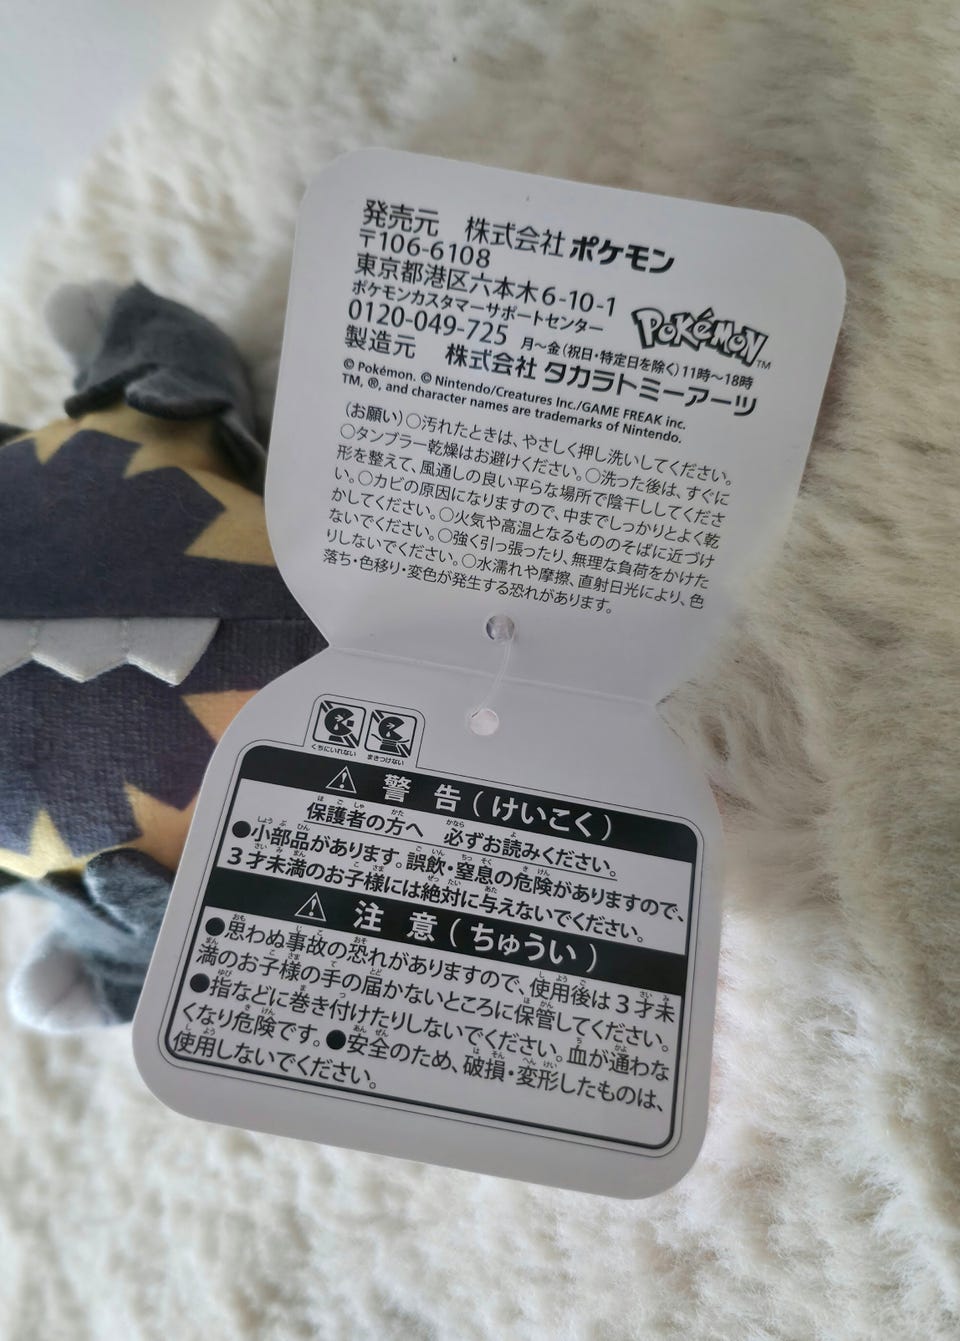 発売元 株式会社ポケモン
〒106-6108
東京都港区六本木6-10-1
ポケモンカスタマーサポートセンター
0120-049-725 月〜金(祝日・特定日を除く)11時〜18時
POKéMON™
製造元 株式会社タカラトミーアーツ
© Pokémon. © Nintendo/Creatures Inc./GAME FREAK inc.
TM, ®, and character names are trademarks of Nintendo.
(お願い)○汚れたときは、やさしく押し洗いしてください。
○タンブラー乾燥はお避けください。○洗った後は、すぐに
形を整えて、風通しの良い平らな場所で陰干ししてくださ
い。○カビの原因になりますので、中までしっかりとよく乾
かしてください。○火気や高温となるもののそばに近づけ
ないでください。○強く引っ張ったり、無理な負荷をかけた
りしないでください。○水濡れや摩擦、直射日光により、色
落ち・色移り・変色が発生する恐れがあります。
くちにいれない まきつけない
警告(けいこく)
保護者の方へ 必ずお読みください。
●小部品があります。誤飲・窒息の危険がありますので、
3才未満のお子様には絶対に与えないでください。
注意(ちゅうい)
●思わぬ事故の恐れがありますので、使用後は3才未
満のお子様の手の届かないところに保管してください。
●指などに巻き付けたりしないでください。血が通わな
くなり危険です。●安全のため、破損・変形したものは、
使用しないでください。